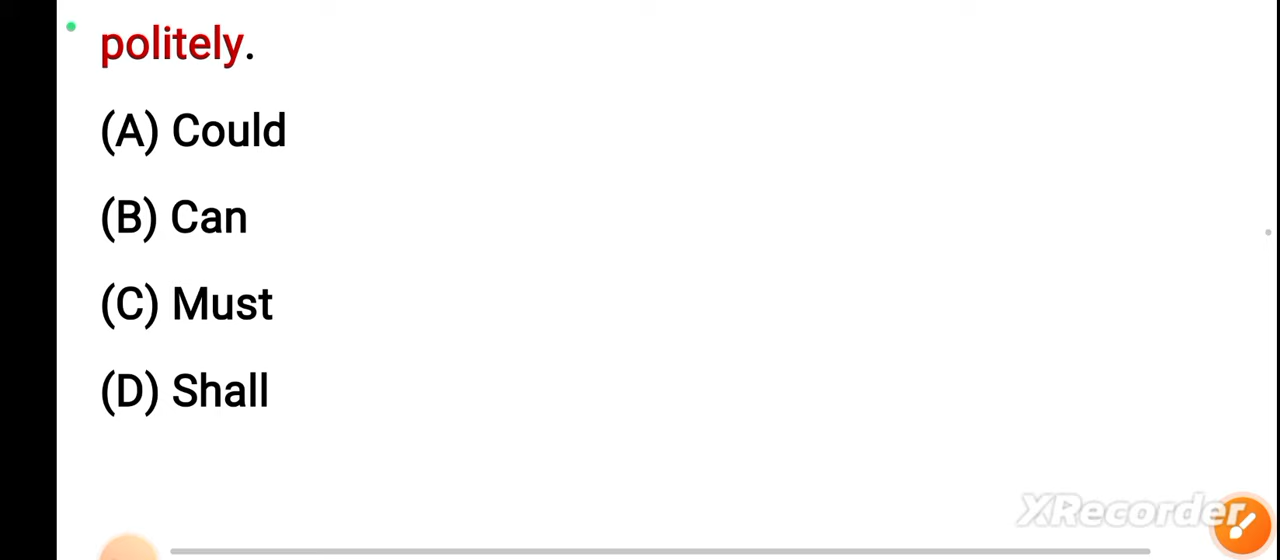 politely.
(A) Could
(B) Can
(C) Must
(D) Shall
XRecorder